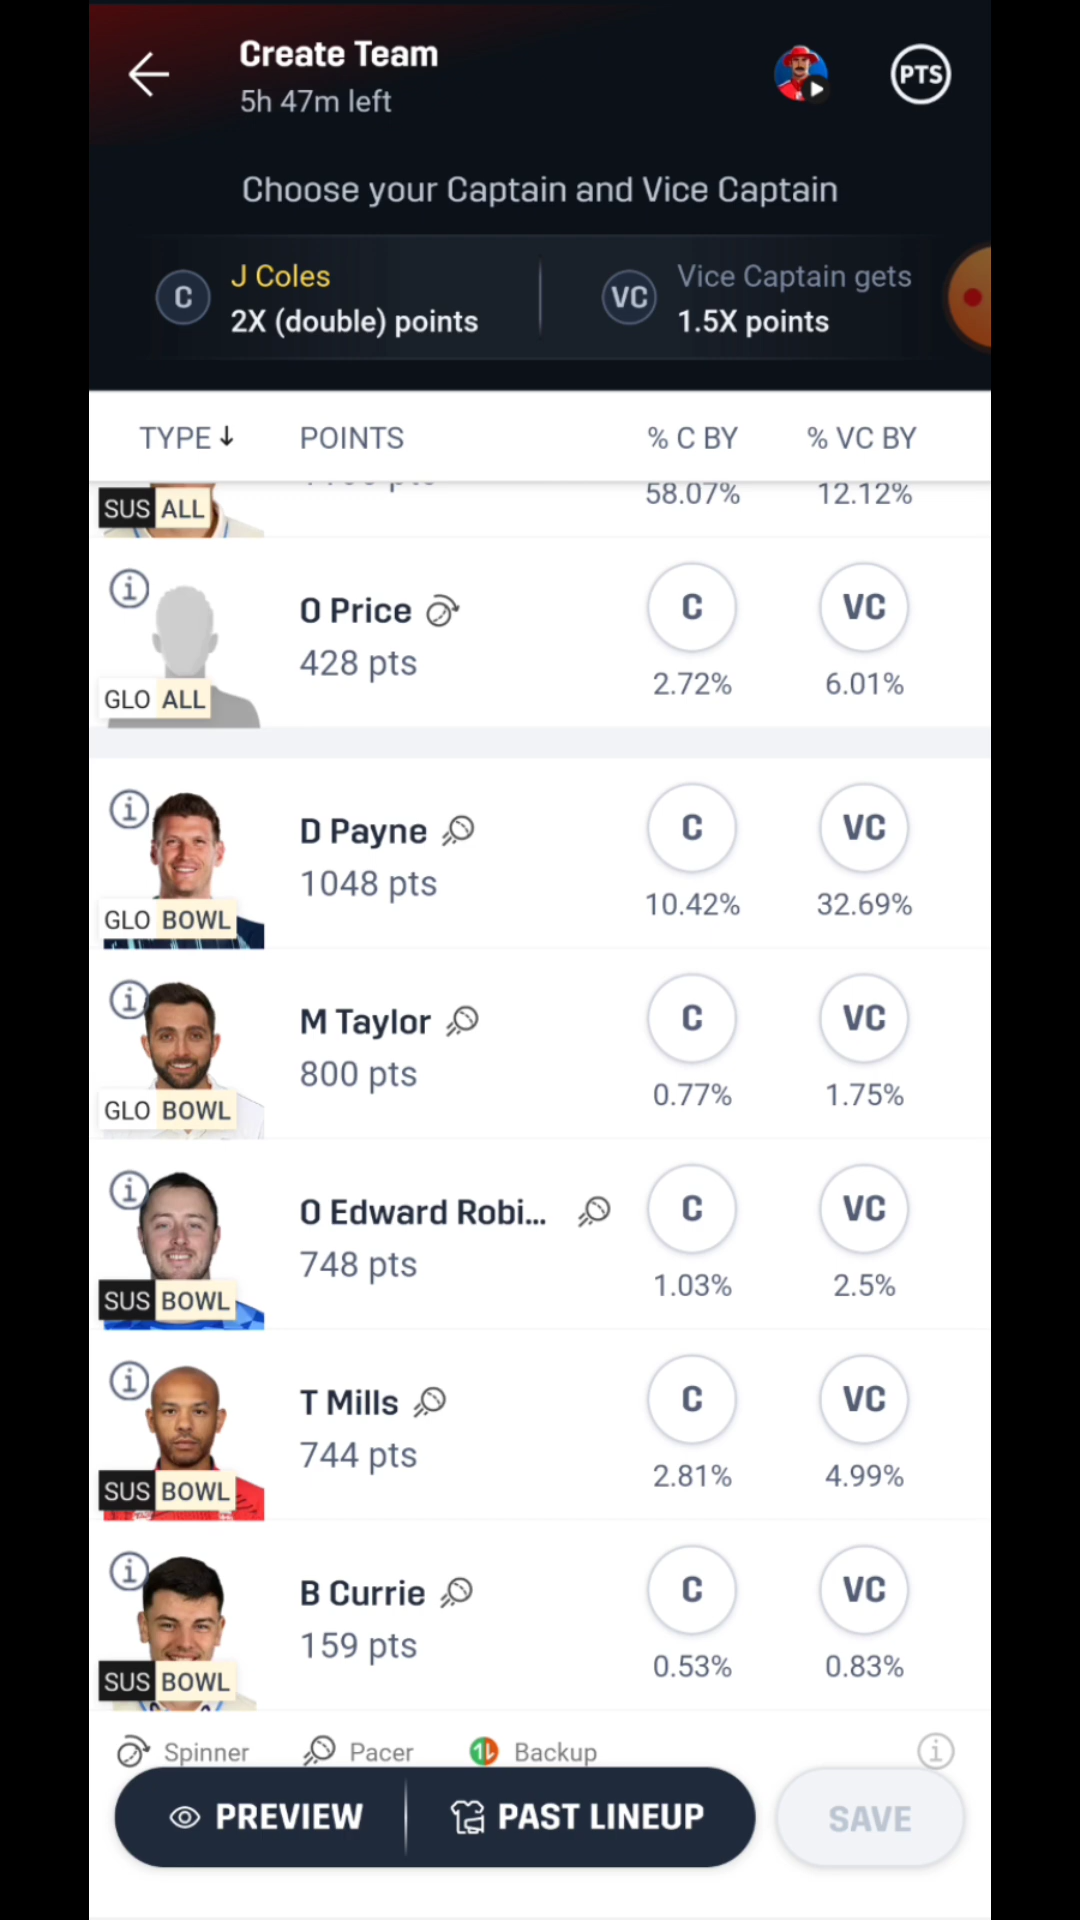 Create Team
5h 47m left
PTS
Choose your Captain and Vice Captain
C
J Coles
2X (double) points
VC
Vice Captain gets
1.5X points
TYPE↓ POINTS % C BY % VC BY
SUS ALL
58.07% 12.12%
O Price
428 pts
GLO ALL
C VC
2.72% 6.01%
D Payne
1048 pts
GLO BOWL
C VC
10.42% 32.69%
M Taylor
800 pts
GLO BOWL
C VC
0.77% 1.75%
O Edward Robi...
748 pts
SUS BOWL
C VC
1.03% 2.5%
T Mills
744 pts
SUS BOWL
C VC
2.81% 4.99%
B Currie
159 pts
SUS BOWL
C VC
0.53% 0.83%
Spinner Pacer Backup
PREVIEW PAST LINEUP SAVE